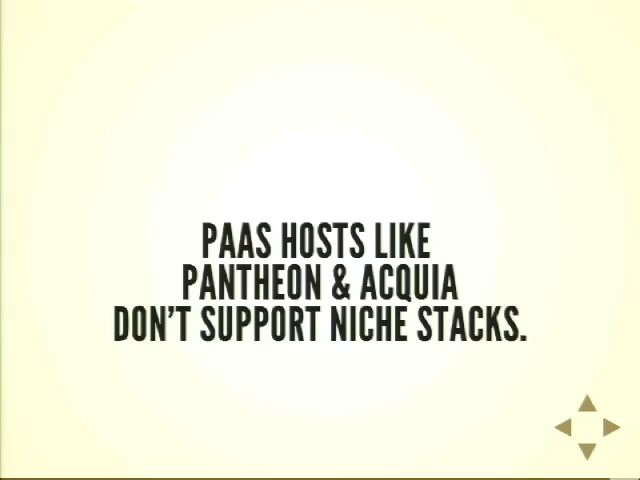 PAAS HOSTS LIKE
PANTHEON & ACQUIA
DON'T SUPPORT NICHE STACKS.